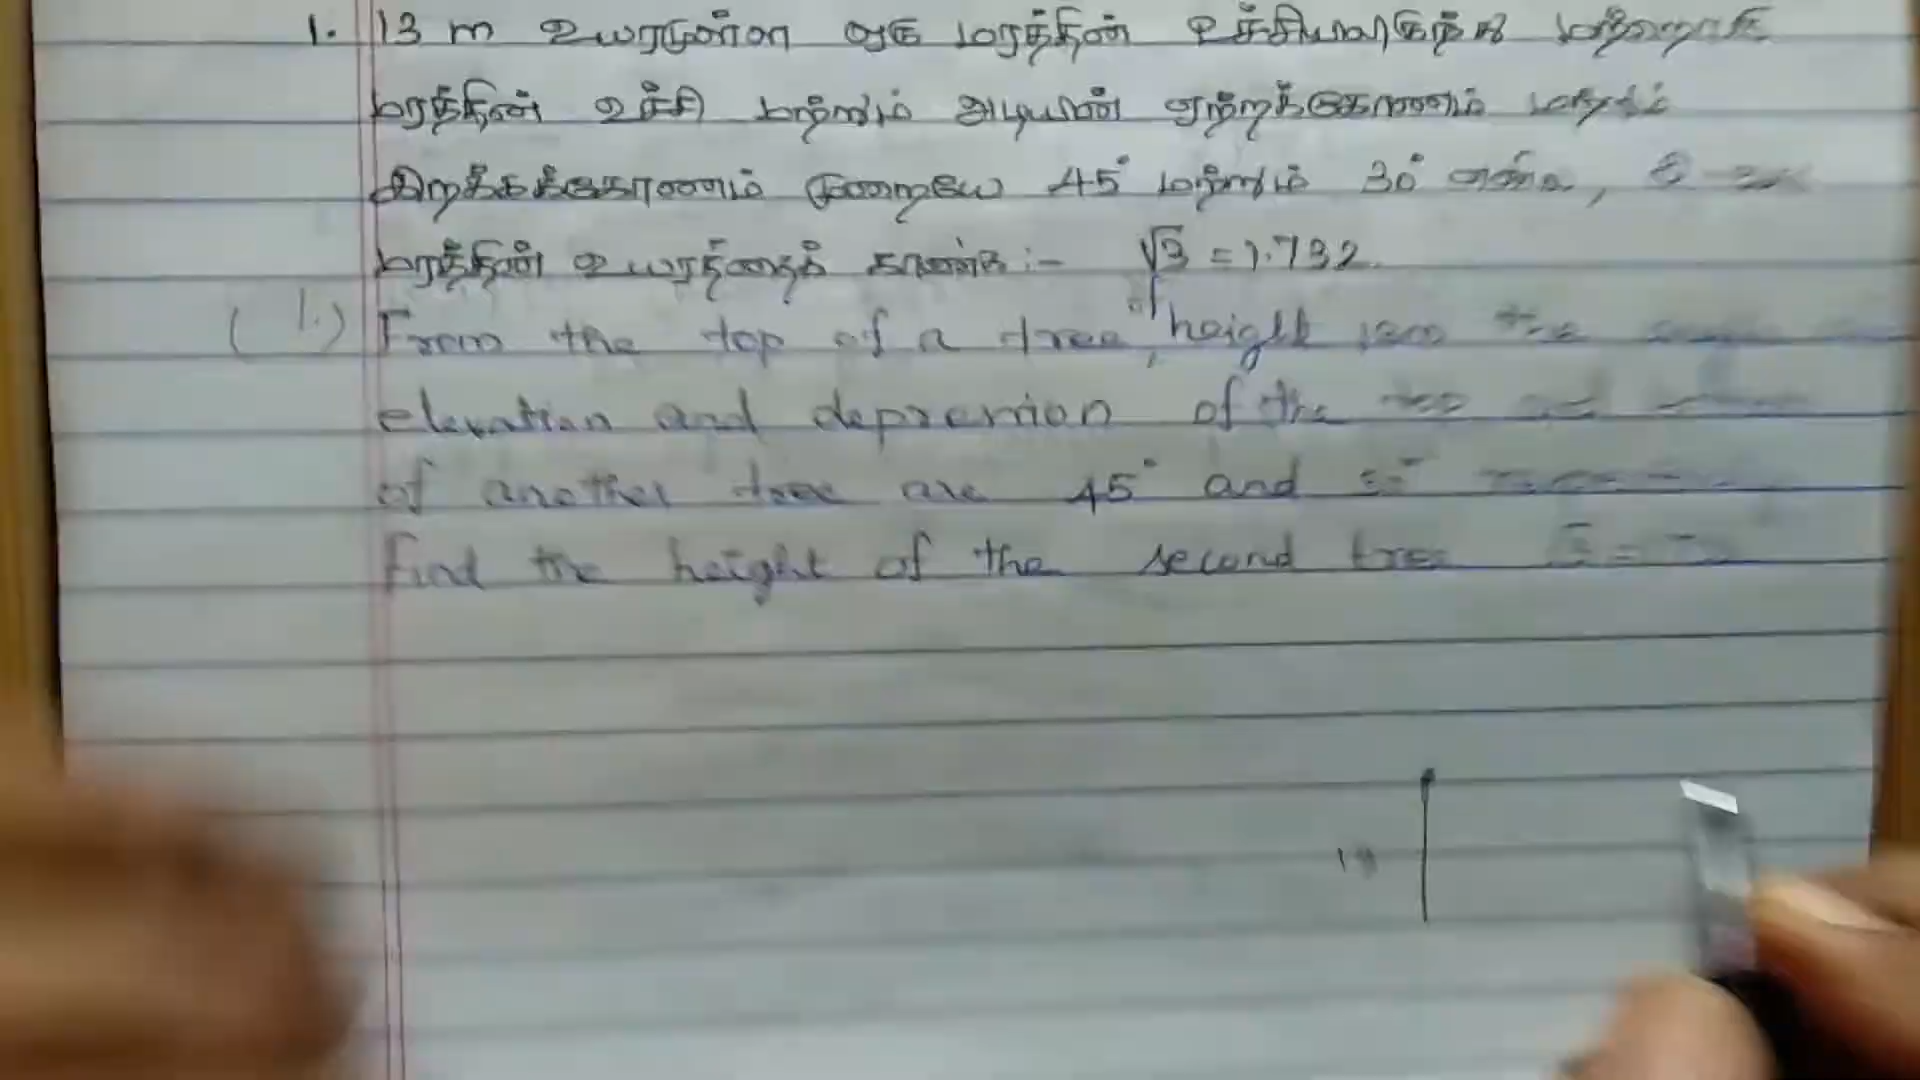 1. 13 m உயரமுள்ள ஒரு மரத்தின் உச்சியிலிருந்து மற்றொரு
மரத்தின் உச்சி மற்றும் அடியின் ஏற்றக்கோணம் மற்றும்
இறக்கக்கோணம் முறையே 45° மற்றும் 30° எனில்,
மரத்தின் உயரத்தைக் காண்க :- √3 = 1.732.
(1.) From the top of a tree, of height 13m the
elevation and depression of the top and
of another tree are 45° and
Find the height of the second tree
13